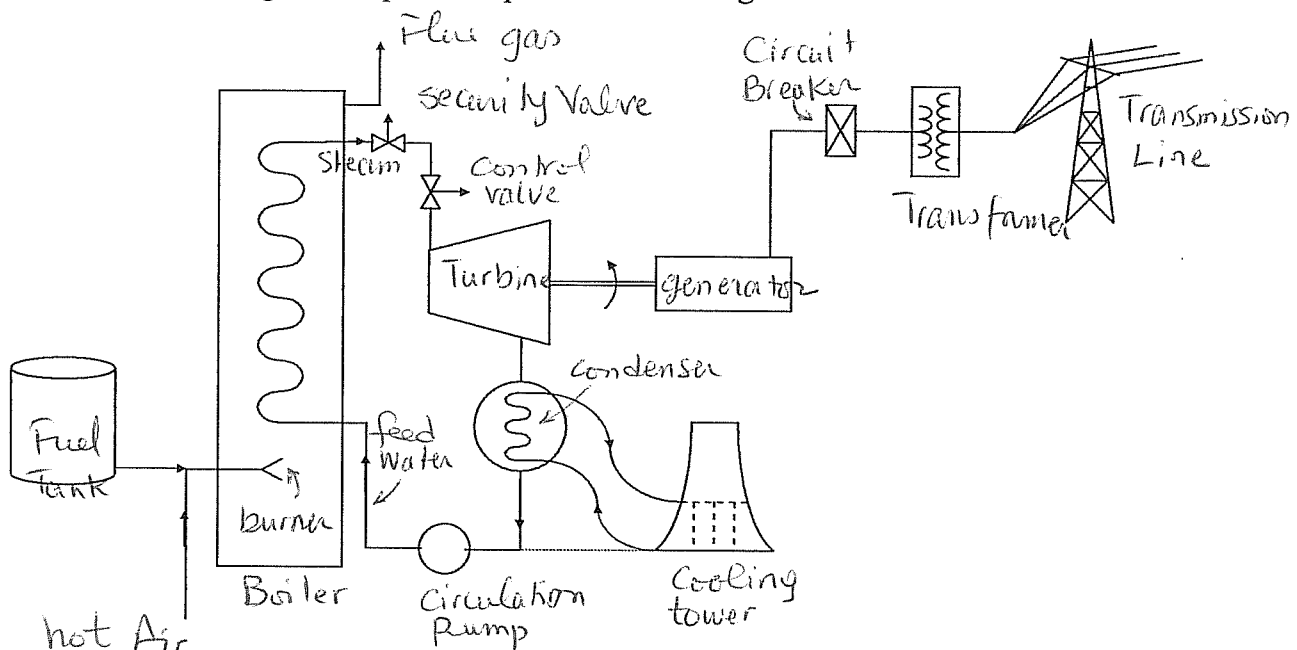 Flue gas
security Valve
steam
control
valve
Circuit
Breaker
Transmission
Line
Transformer
Turbine
generator
condenser
Fuel
Tank
feed
water
burner
Boiler
circulation
pump
Cooling
tower
hot Air